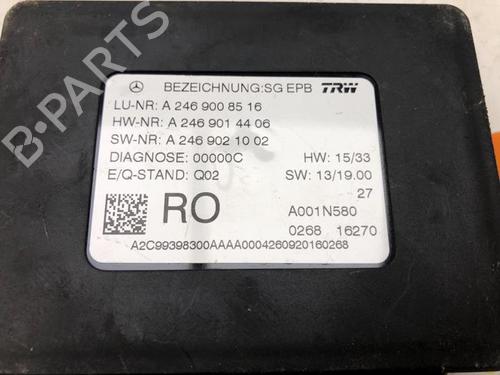 BEZEICHNUNG:SG EPB TRW
LU-NR: A 246 900 85 16
HW-NR: A 246 901 44 06
SW-NR: A 246 902 10 02
DIAGNOSE: 00000C HW: 15/33
E/Q-STAND: Q02 SW: 13/19.00
27
RO A001N580
0268 16270
A2C99398300AAAA0004260920160268
B-PARTS